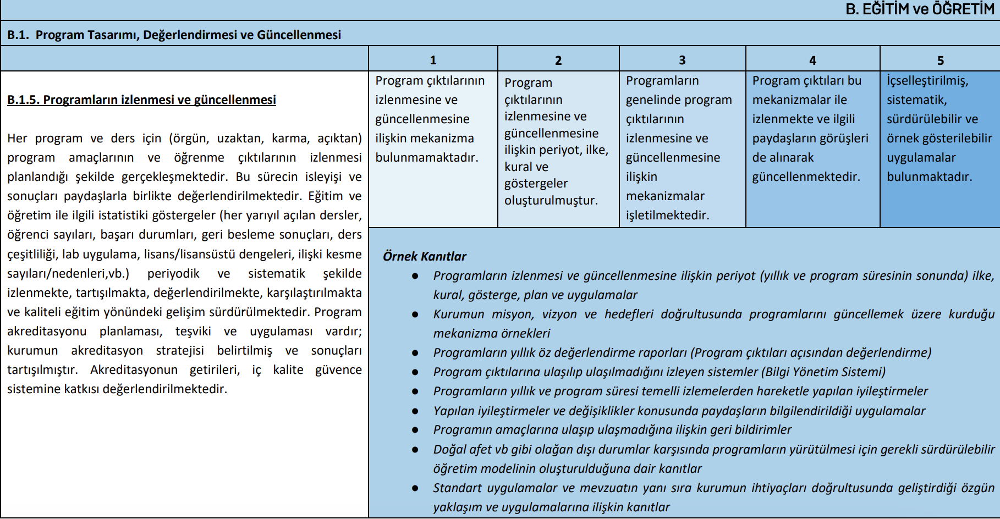 B. EĞİTİM ve ÖĞRETİM
B.1. Program Tasarımı, Değerlendirmesi ve Güncellenmesi
1
2
3
4
5
B.1.5. Programların izlenmesi ve güncellenmesi
Her program ve ders için (örgün, uzaktan, karma, açıktan)
program amaçlarının ve öğrenme çıktılarının izlenmesi
planlandığı şekilde gerçekleşmektedir. Bu sürecin isleyişi ve
sonuçları paydaşlarla birlikte değerlendirilmektedir. Eğitim ve
öğretim ile ilgili istatistiki göstergeler (her yarıyıl açılan dersler,
öğrenci sayıları, başarı durumları, geri besleme sonuçları, ders
çeşitliliği, lab uygulama, lisans/lisansüstü dengeleri, ilişki kesme
sayıları/nedenleri,vb.) periyodik ve sistematik şekilde
izlenmekte, tartışılmakta, değerlendirilmekte, karşılaştırılmakta
ve kaliteli eğitim yönündeki gelişim sürdürülmektedir. Program
akreditasyonu planlaması, teşviki ve uygulaması vardır;
kurumun akreditasyon stratejisi belirtilmiş ve sonuçları
tartışılmıştır. Akreditasyonun getirileri, iç kalite güvence
sistemine katkısı değerlendirilmektedir.
Program çıktılarının
izlenmesine ve
güncellenmesine
ilişkin mekanizma
bulunmamaktadır.
Program
çıktılarının
izlenmesine ve
güncellenmesine
ilişkin periyot, ilke,
kural ve
göstergeler
oluşturulmuştur.
Programların
genelinde program
çıktılarının
izlenmesine ve
güncellenmesine
ilişkin
mekanizmalar
işletilmektedir.
Program çıktıları bu
mekanizmalar ile
izlenmekte ve ilgili
paydaşların görüşleri
de alınarak
güncellenmektedir.
İçselleştirilmiş,
sistematik,
sürdürülebilir ve
örnek gösterilebilir
uygulamalar
bulunmaktadır.
Örnek Kanıtlar
● Programların izlenmesi ve güncellenmesine ilişkin periyot (yıllık ve program süresinin sonunda) ilke,
kural, gösterge, plan ve uygulamalar
● Kurumun misyon, vizyon ve hedefleri doğrultusunda programlarını güncellemek üzere kurduğu
mekanizma örnekleri
● Programların yıllık öz değerlendirme raporları (Program çıktıları açısından değerlendirme)
● Program çıktılarına ulaşılıp ulaşılmadığını izleyen sistemler (Bilgi Yönetim Sistemi)
● Programların yıllık ve program süresi temelli izlemelerden hareketle yapılan iyileştirmeler
● Yapılan iyileştirmeler ve değişiklikler konusunda paydaşların bilgilendirildiği uygulamalar
● Programın amaçlarına ulaşıp ulaşmadığına ilişkin geri bildirimler
● Doğal afet vb gibi olağan dışı durumlar karşısında programların yürütülmesi için gerekli sürdürülebilir
öğretim modelinin oluşturulduğuna dair kanıtlar
● Standart uygulamalar ve mevzuatın yanı sıra kurumun ihtiyaçları doğrultusunda geliştirdiği özgün
yaklaşım ve uygulamalarına ilişkin kanıtlar